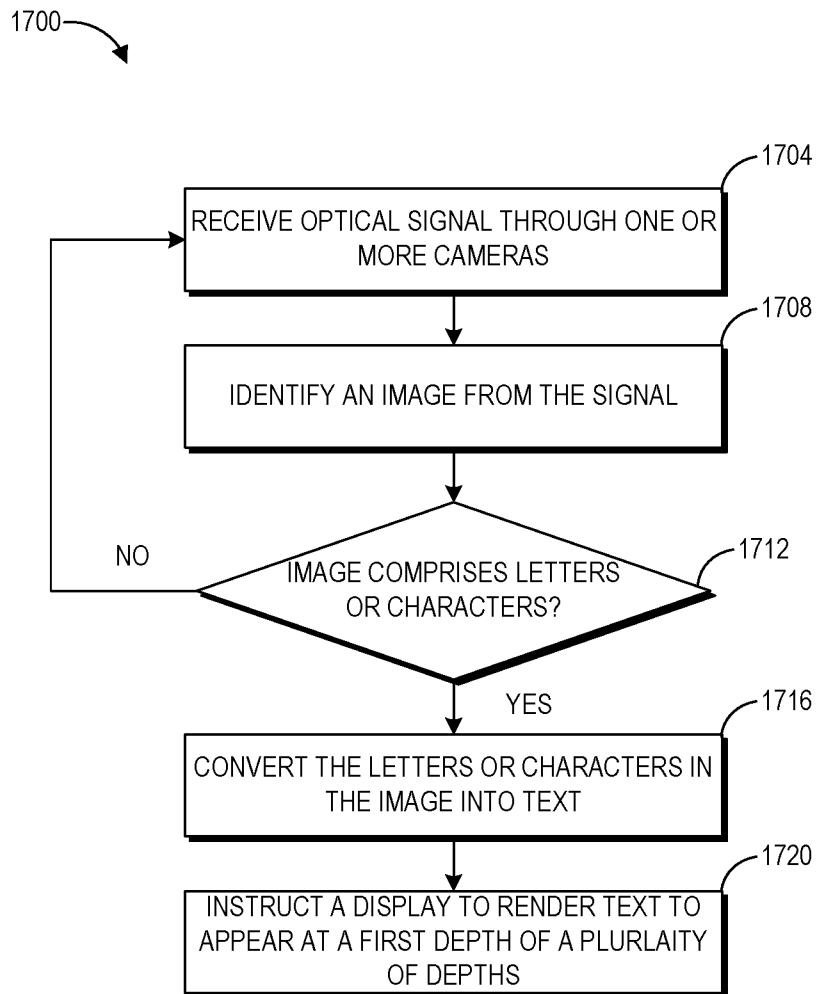 1700
1704
RECEIVE OPTICAL SIGNAL THROUGH ONE OR
MORE CAMERAS
1708
IDENTIFY AN IMAGE FROM THE SIGNAL
1712
NO
IMAGE COMPRISES LETTERS
OR CHARACTERS?
YES
1716
CONVERT THE LETTERS OR CHARACTERS IN
THE IMAGE INTO TEXT
1720
INSTRUCT A DISPLAY TO RENDER TEXT TO
APPEAR AT A FIRST DEPTH OF A PLURLAITY
OF DEPTHS